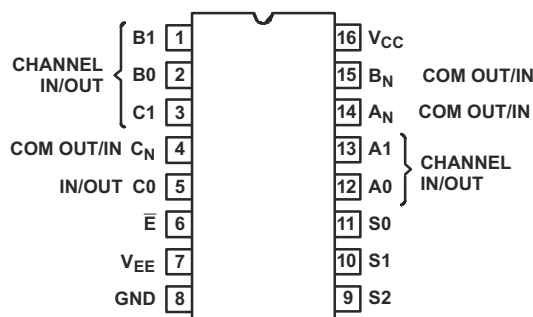 B1 1 16 VCC
CHANNEL IN/OUT
B0 2 15 BN COM OUT/IN
C1 3 14 AN COM OUT/IN
COM OUT/IN CN 4 13 A1
CHANNEL IN/OUT
IN/OUT C0 5 12 A0
E̅ 6 11 S0
VEE 7 10 S1
GND 8 9 S2